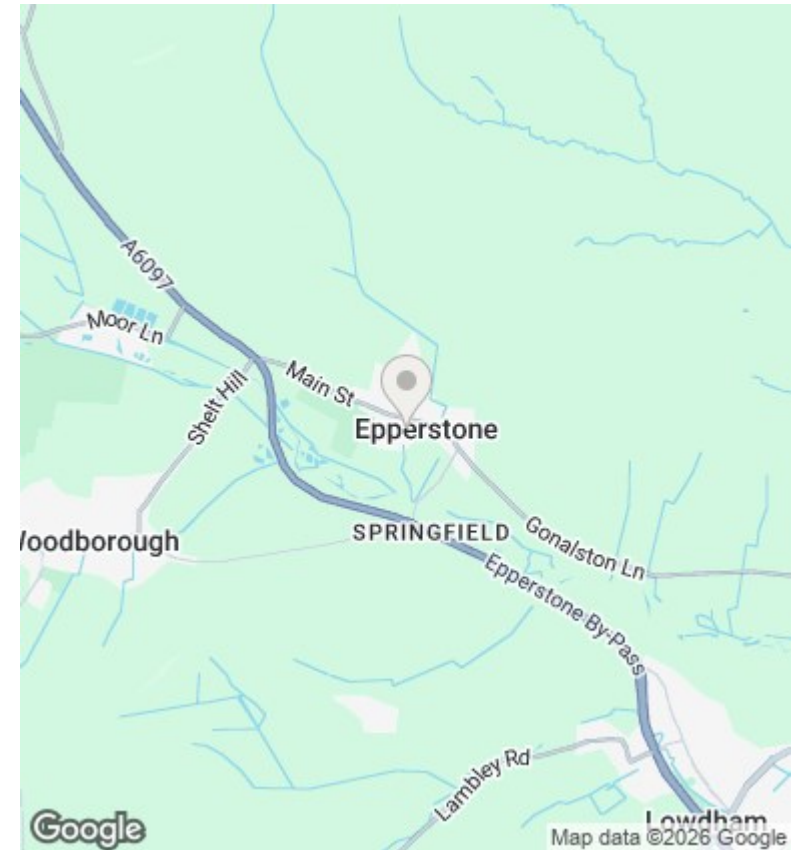 A6097
Moor Ln
Main St
Shelt Hill
Epperstone
Woodborough
SPRINGFIELD
Gonalston Ln
Epperstone By-Pass
Lambley Rd
Lowdham
Google
Map data ©2026 Google